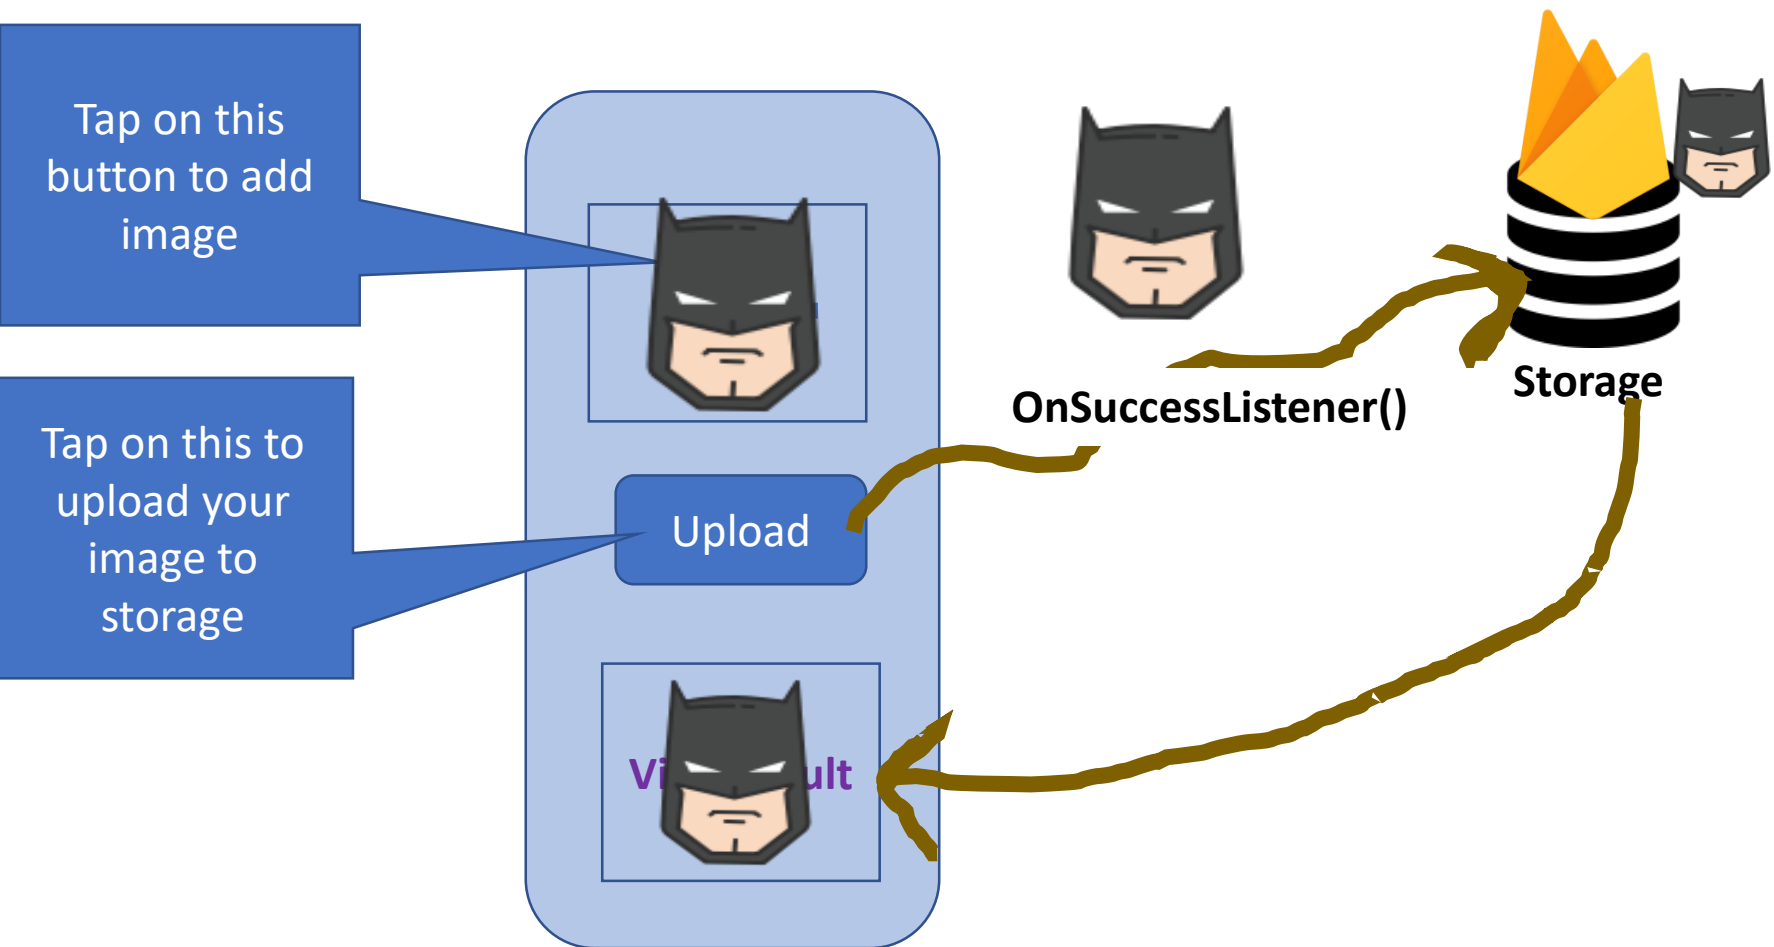 Tap on this
button to add
image
Tap on this to
upload your
image to
storage
Upload
OnSuccessListener()
Storage